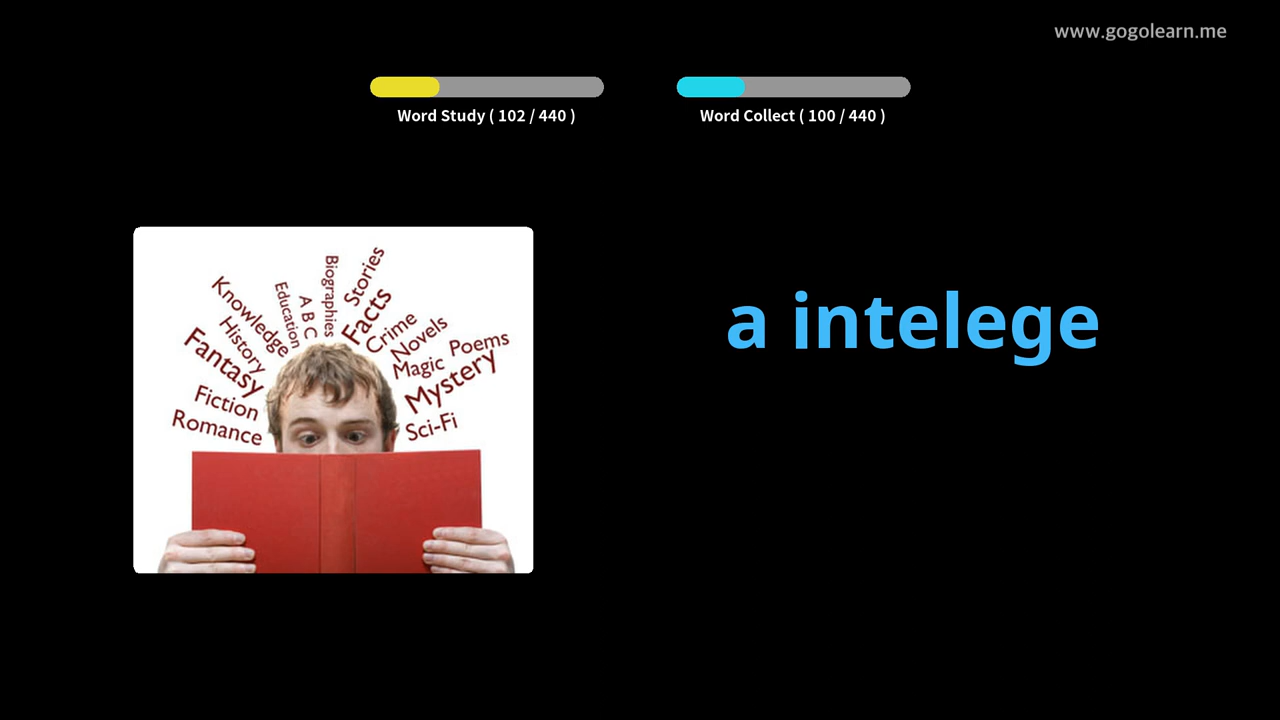 www.gogolearn.me
Word Study ( 102 / 440 )
Word Collect ( 100 / 440 )
a intelege
Biographies
Stories
Education
A B C
Facts
Knowledge
Crime
History
Novels
Fantasy
Magic
Poems
Mystery
Fiction
Romance
Sci-Fi